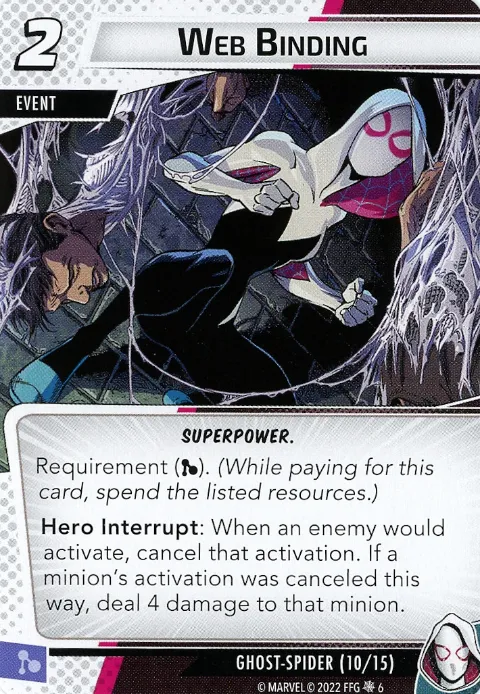 2
WEB BINDING
EVENT
SUPERPOWER.
Requirement (). (While paying for this
card, spend the listed resources.)
Hero Interrupt: When an enemy would
activate, cancel that activation. If a
minion's activation was canceled this
way, deal 4 damage to that minion.
GHOST-SPIDER (10/15)
© MARVEL © 2022 FFG 6